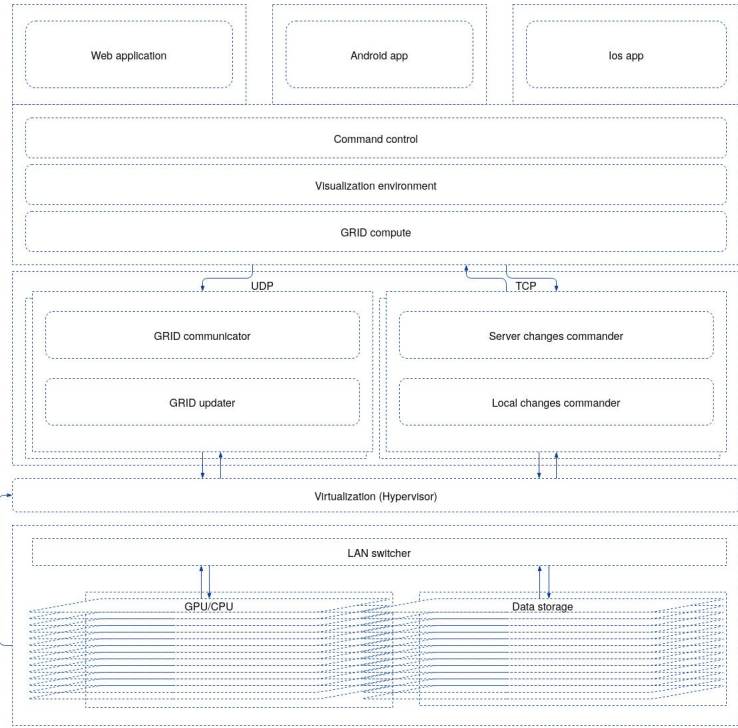 Web application
Android app
Ios app
Command control
Visualization environment
GRID compute
UDP
TCP
GRID communicator
Server changes commander
GRID updater
Local changes commander
Virtualization (Hypervisor)
LAN switcher
GPU/CPU
Data storage